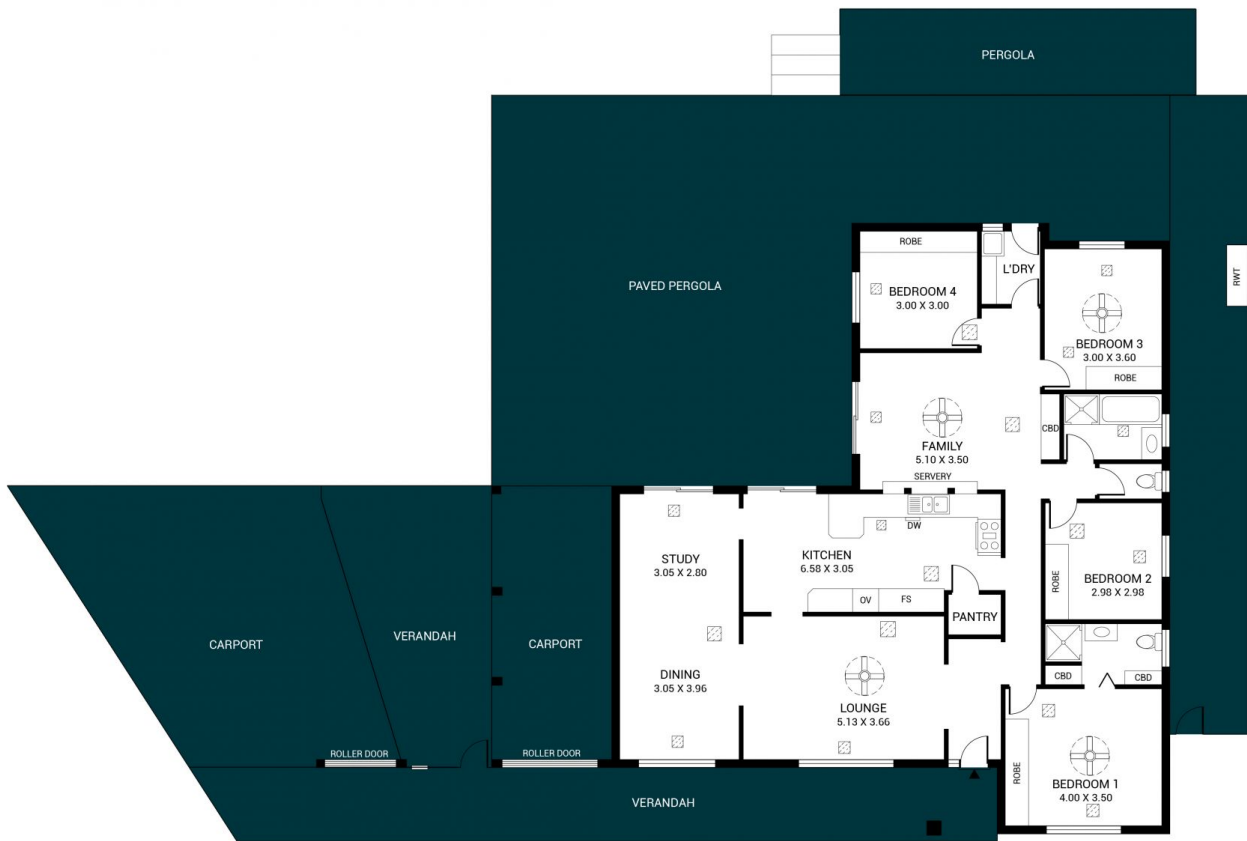 PERGOLA
PAVED PERGOLA
RWT
ROBE
BEDROOM 4
3.00 X 3.00
L'DRY
BEDROOM 3
3.00 X 3.60
ROBE
FAMILY
5.10 X 3.50
CBD
SERVERY
DW
STUDY
3.05 X 2.80
KITCHEN
6.58 X 3.05
OV
FS
PANTRY
ROBE
BEDROOM 2
2.98 X 2.98
CARPORT
VERANDAH
CARPORT
DINING
3.05 X 3.96
LOUNGE
5.13 X 3.66
CBD
CBD
ROLLER DOOR
ROLLER DOOR
ROBE
BEDROOM 1
4.00 X 3.50
VERANDAH